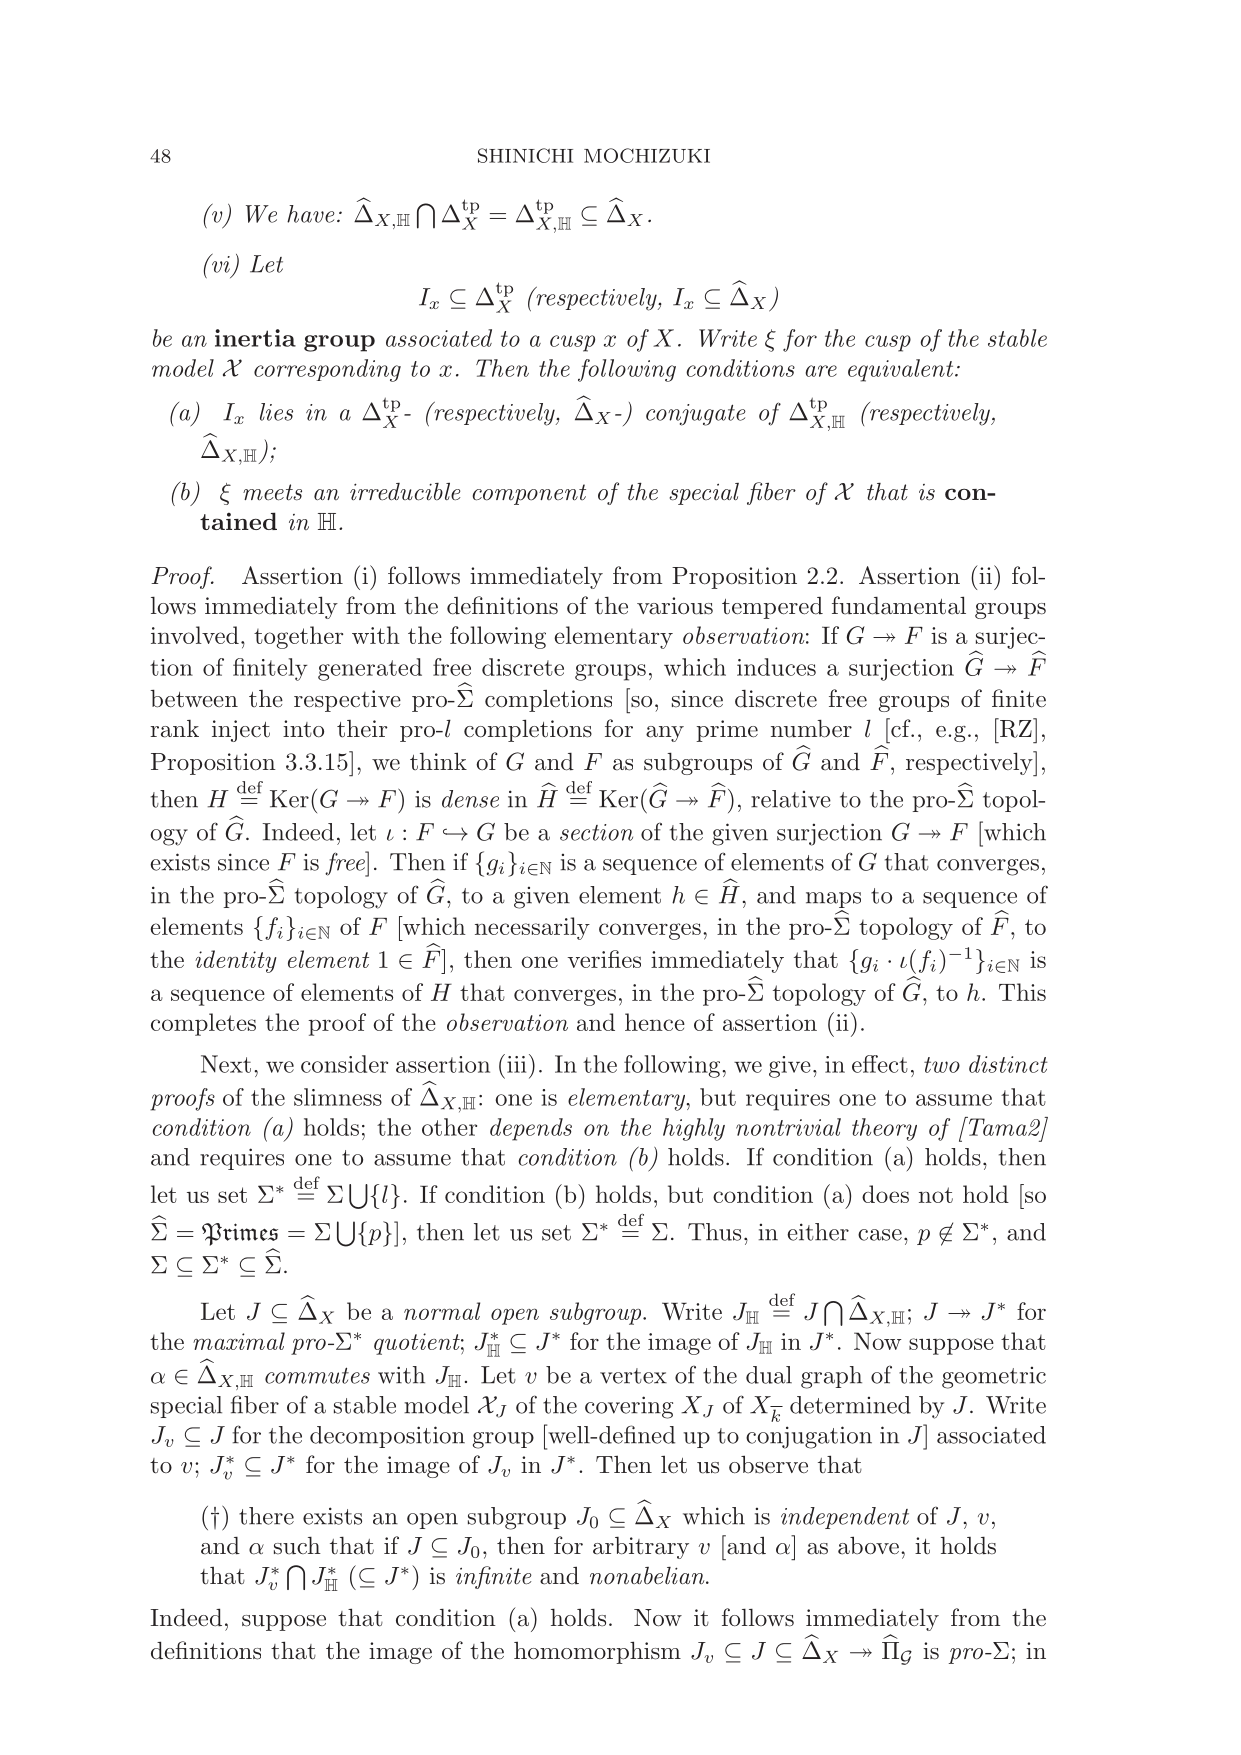 48 SHINICHI MOCHIZUKI
(v) We have: $\widehat{\Delta}_{X,\mathbb{H}} \bigcap \Delta^{\mathrm{tp}}_X = \Delta^{\mathrm{tp}}_{X,\mathbb{H}} \subseteq \widehat{\Delta}_X$.
(vi) Let
$I_x \subseteq \Delta^{\mathrm{tp}}_X$ (respectively, $I_x \subseteq \widehat{\Delta}_X$)
be an inertia group associated to a cusp x of X. Write ξ for the cusp of the stable
model $\mathcal{X}$ corresponding to x. Then the following conditions are equivalent:
(a) $I_x$ lies in a $\Delta^{\mathrm{tp}}_X$- (respectively, $\widehat{\Delta}_X$-) conjugate of $\Delta^{\mathrm{tp}}_{X,\mathbb{H}}$ (respectively,
$\widehat{\Delta}_{X,\mathbb{H}}$);
(b) ξ meets an irreducible component of the special fiber of $\mathcal{X}$ that is con-
tained in $\mathbb{H}$.
Proof. Assertion (i) follows immediately from Proposition 2.2. Assertion (ii) fol-
lows immediately from the definitions of the various tempered fundamental groups
involved, together with the following elementary observation: If $G \twoheadrightarrow F$ is a surjec-
tion of finitely generated free discrete groups, which induces a surjection $\widehat{G} \twoheadrightarrow \widehat{F}$
between the respective pro-$\widehat{\Sigma}$ completions [so, since discrete free groups of finite
rank inject into their pro-l completions for any prime number l [cf., e.g., [RZ],
Proposition 3.3.15], we think of G and F as subgroups of $\widehat{G}$ and $\widehat{F}$, respectively],
then $H \stackrel{\mathrm{def}}{=} \mathrm{Ker}(G \twoheadrightarrow F)$ is dense in $\widehat{H} \stackrel{\mathrm{def}}{=} \mathrm{Ker}(\widehat{G} \twoheadrightarrow \widehat{F})$, relative to the pro-$\widehat{\Sigma}$ topol-
ogy of $\widehat{G}$. Indeed, let $\iota : F \hookrightarrow G$ be a section of the given surjection $G \twoheadrightarrow F$ [which
exists since F is free]. Then if $\{g_i\}_{i\in\mathbb{N}}$ is a sequence of elements of G that converges,
in the pro-$\widehat{\Sigma}$ topology of $\widehat{G}$, to a given element $h \in \widehat{H}$, and maps to a sequence of
elements $\{f_i\}_{i\in\mathbb{N}}$ of F [which necessarily converges, in the pro-$\widehat{\Sigma}$ topology of $\widehat{F}$, to
the identity element $1 \in \widehat{F}$], then one verifies immediately that $\{g_i \cdot \iota(f_i)^{-1}\}_{i\in\mathbb{N}}$ is
a sequence of elements of H that converges, in the pro-$\widehat{\Sigma}$ topology of $\widehat{G}$, to h. This
completes the proof of the observation and hence of assertion (ii).
Next, we consider assertion (iii). In the following, we give, in effect, two distinct
proofs of the slimness of $\widehat{\Delta}_{X,\mathbb{H}}$: one is elementary, but requires one to assume that
condition (a) holds; the other depends on the highly nontrivial theory of [Tama2]
and requires one to assume that condition (b) holds. If condition (a) holds, then
let us set $\Sigma^* \stackrel{\mathrm{def}}{=} \Sigma \bigcup \{l\}$. If condition (b) holds, but condition (a) does not hold [so
$\widehat{\Sigma} = \mathfrak{Primes} = \Sigma \bigcup \{p\}$], then let us set $\Sigma^* \stackrel{\mathrm{def}}{=} \Sigma$. Thus, in either case, $p \notin \Sigma^*$, and
$\Sigma \subseteq \Sigma^* \subseteq \widehat{\Sigma}$.
Let $J \subseteq \widehat{\Delta}_X$ be a normal open subgroup. Write $J_{\mathbb{H}} \stackrel{\mathrm{def}}{=} J \bigcap \widehat{\Delta}_{X,\mathbb{H}}$; $J \twoheadrightarrow J^*$ for
the maximal pro-$\Sigma^*$ quotient; $J^*_{\mathbb{H}} \subseteq J^*$ for the image of $J_{\mathbb{H}}$ in $J^*$. Now suppose that
$\alpha \in \widehat{\Delta}_{X,\mathbb{H}}$ commutes with $J_{\mathbb{H}}$. Let v be a vertex of the dual graph of the geometric
special fiber of a stable model $\mathcal{X}_J$ of the covering $X_J$ of $X_{\overline{k}}$ determined by J. Write
$J_v \subseteq J$ for the decomposition group [well-defined up to conjugation in J] associated
to v; $J^*_v \subseteq J^*$ for the image of $J_v$ in $J^*$. Then let us observe that
(†) there exists an open subgroup $J_0 \subseteq \widehat{\Delta}_X$ which is independent of J, v,
and α such that if $J \subseteq J_0$, then for arbitrary v [and α] as above, it holds
that $J^*_v \bigcap J^*_{\mathbb{H}}$ ($\subseteq J^*$) is infinite and nonabelian.
Indeed, suppose that condition (a) holds. Now it follows immediately from the
definitions that the image of the homomorphism $J_v \subseteq J \subseteq \widehat{\Delta}_X \twoheadrightarrow \widehat{\Pi}_{\mathcal{G}}$ is pro-Σ; in